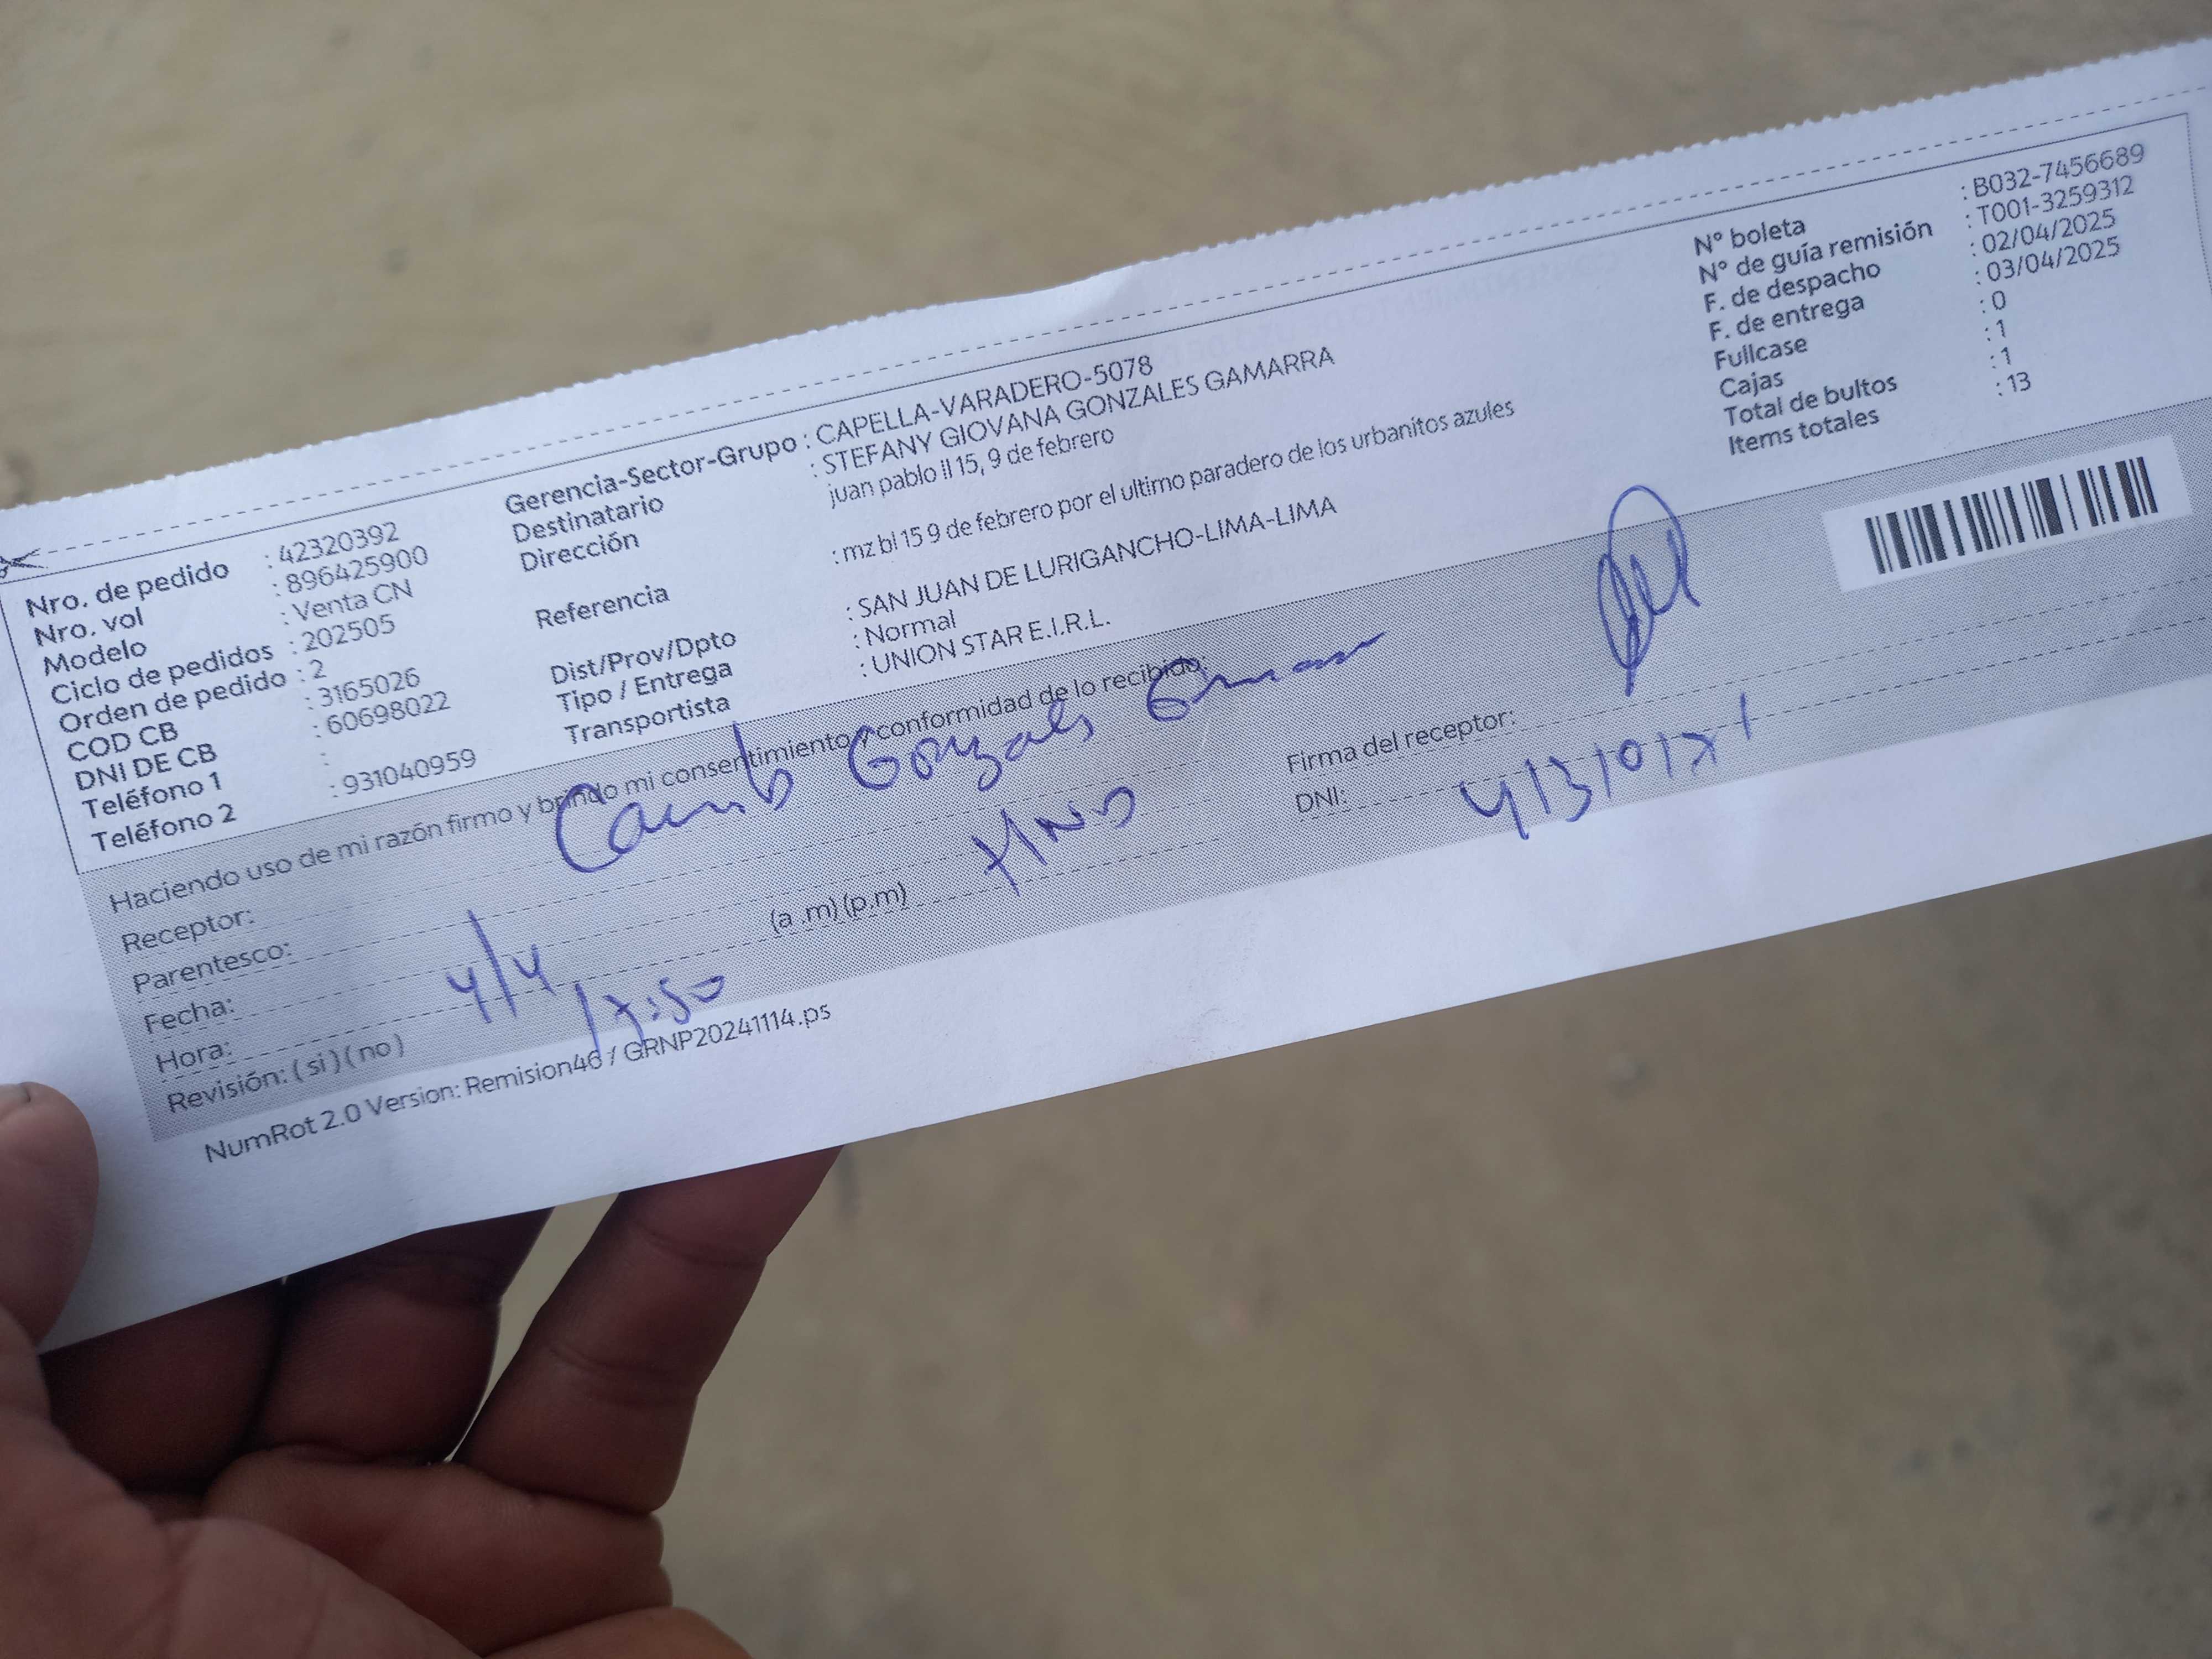 Nro. de pedido : 42320392
Nro. vol : 896425900
Modelo : Venta CN
Ciclo de pedidos : 202505
Orden de pedido : 2
COD CB : 3165026
DNI DE CB : 60698022
Teléfono 1 :
Teléfono 2 : 931040959
Gerencia-Sector-Grupo : CAPELLA-VARADERO-5078
Destinatario : STEFANY GIOVANA GONZALES GAMARRA
Dirección juan pablo il 15, 9 de febrero
Referencia : mz bl 15 9 de febrero por el ultimo paradero de los urbanitos azules
Dist/Prov/Dpto : SAN JUAN DE LURIGANCHO-LIMA-LIMA
Tipo / Entrega : Normal
Transportista : UNION STAR E.I.R.L.
N° boleta : B032-7456689
N° de guía remisión : T001-3259312
F. de despacho : 02/04/2025
F. de entrega : 03/04/2025
Fullcase : 0
Cajas : 1
Total de bultos : 1
Items totales : 13
Haciendo uso de mi razón firmo y brindo mi consentimiento y conformidad de lo recibido:
Receptor: Gonzales
Parentesco:
Fecha: 4/4
Hora: 17:50 (a .m) (p.m)
Revisión: ( si ) ( no )
Firma del receptor:
DNI:
NumRot 2.0 Version: Remision46 / GRNP20241114.ps